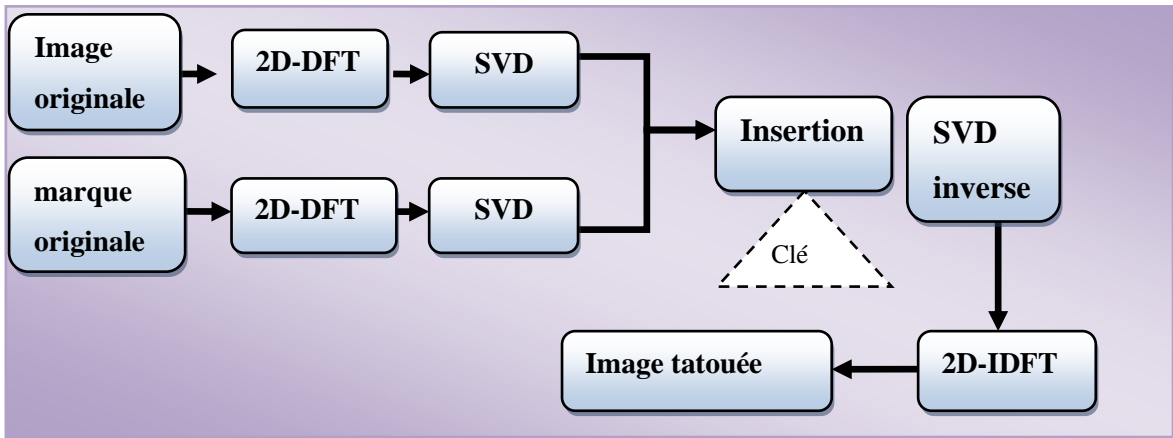 Image
originale
2D-DFT
SVD
Insertion
SVD
inverse
marque
originale
2D-DFT
SVD
Clé
Image tatouée
2D-IDFT